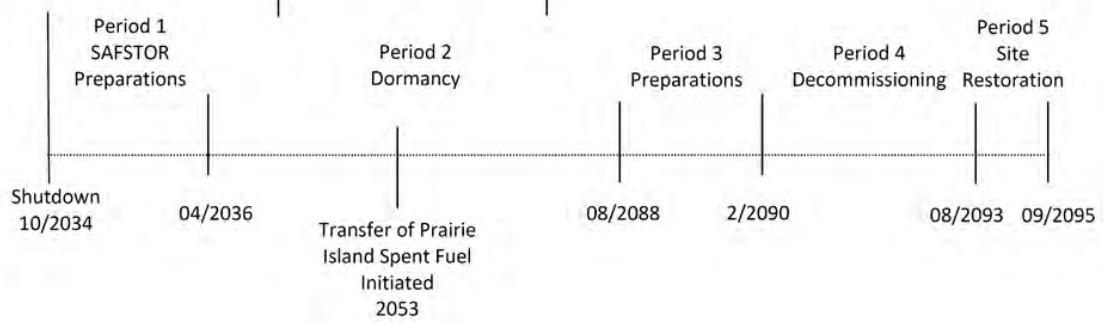 Period 1
SAFSTOR
Preparations
Period 2
Dormancy
Period 3
Preparations
Period 4
Decommissioning
Period 5
Site
Restoration
Shutdown
10/2034
04/2036
Transfer of Prairie
Island Spent Fuel
Initiated
2053
08/2088
2/2090
08/2093
09/2095